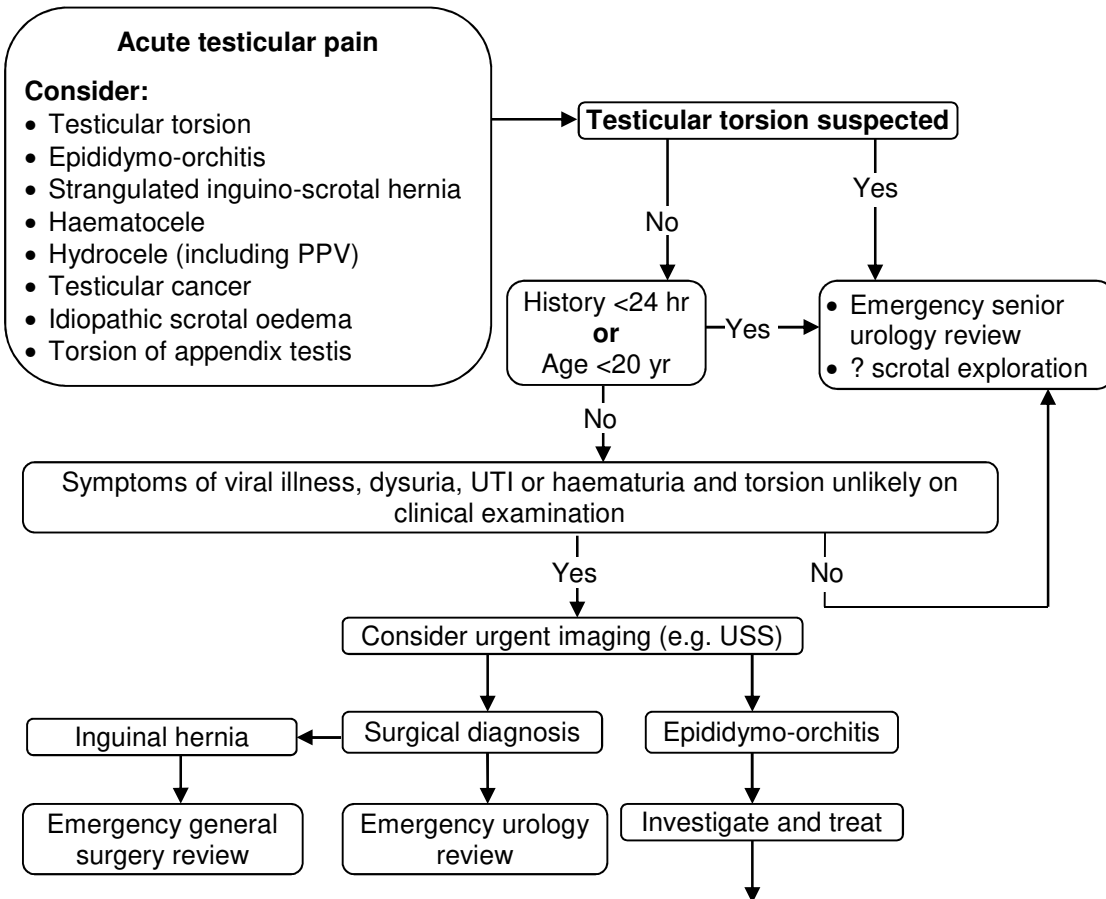 Acute testicular pain
Consider:
• Testicular torsion
• Epididymo-orchitis
• Strangulated inguino-scrotal hernia
• Haematocele
• Hydrocele (including PPV)
• Testicular cancer
• Idiopathic scrotal oedema
• Torsion of appendix testis
Testicular torsion suspected
No
Yes
History <24 hr
or
Age <20 yr
Yes
• Emergency senior
urology review
• ? scrotal exploration
No
Symptoms of viral illness, dysuria, UTI or haematuria and torsion unlikely on
clinical examination
Yes
No
Consider urgent imaging (e.g. USS)
Inguinal hernia
Surgical diagnosis
Epididymo-orchitis
Emergency general
surgery review
Emergency urology
review
Investigate and treat